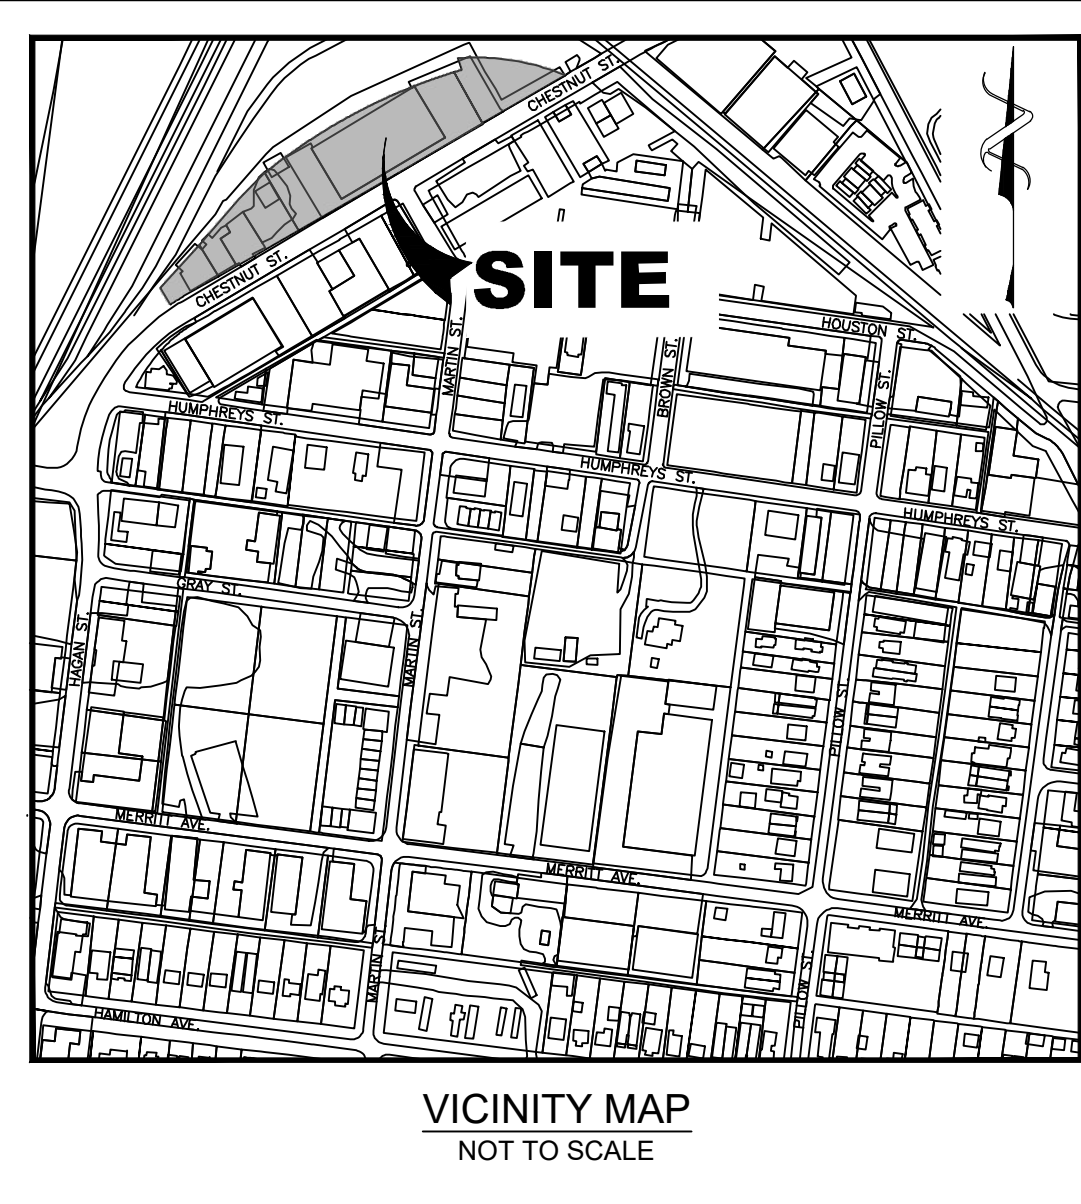 CHESTNUT ST.
CHESTNUT ST.
SITE
HOUSTON ST.
MARTIN ST.
BROWN ST.
PILLOW ST.
HUMPHREYS ST.
HUMPHREYS ST.
HUMPHREYS ST.
GRAY ST.
HAGAN ST.
MARTIN ST.
PILLOW ST.
MERRITT AVE.
MERRITT AVE.
MERRITT AVE.
MARTIN ST.
PILLOW ST.
HAMILTON AVE.
VICINITY MAP
NOT TO SCALE